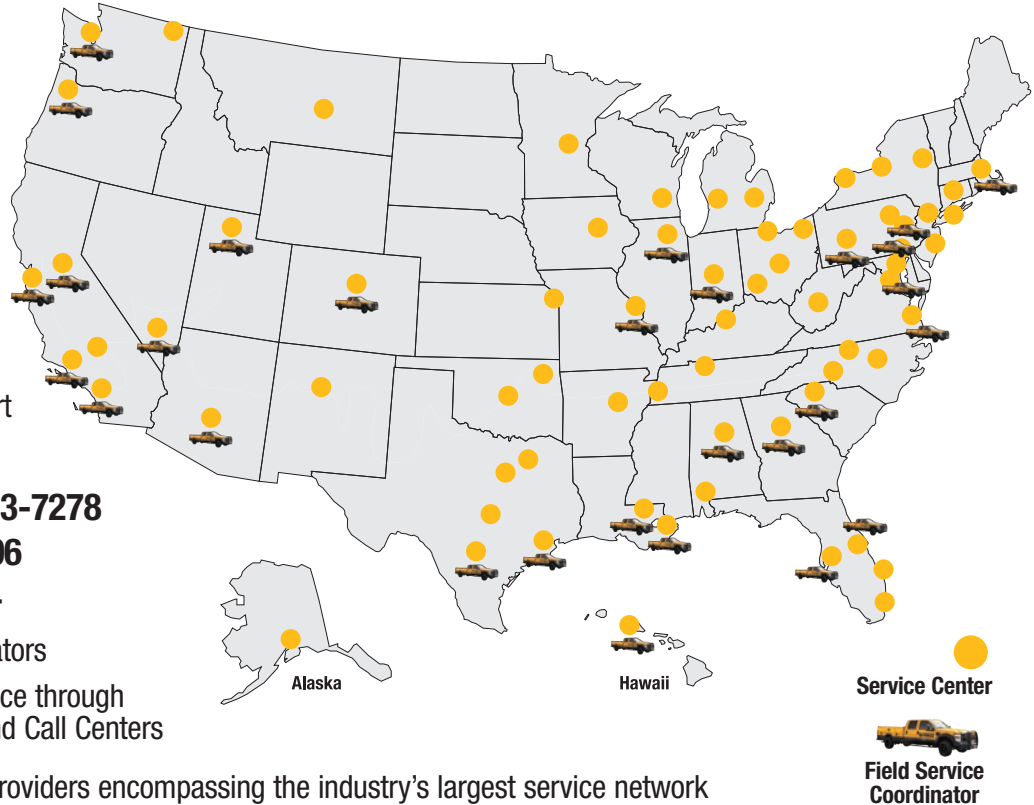 rt
3-7278
06
ators
ce through
nd Call Centers
roviders encompassing the industry’s largest service network
Alaska
Hawaii
Service Center
Field Service
Coordinator